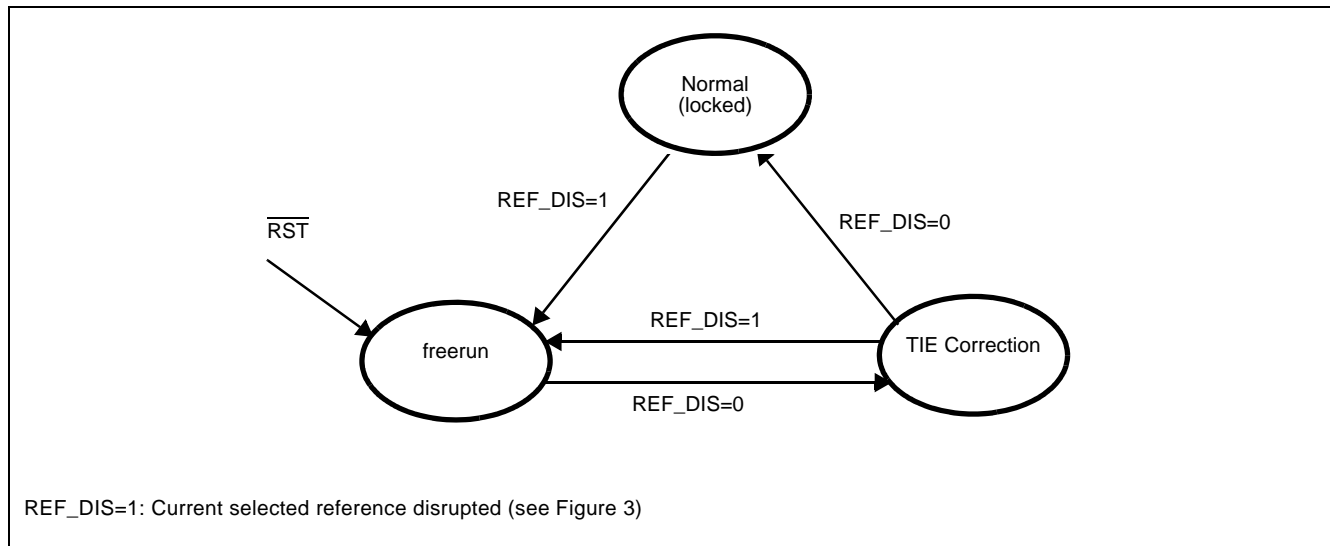 Normal
(locked)
REF_DIS=1
REF_DIS=0
RST
REF_DIS=1
freerun
TIE Correction
REF_DIS=0
REF_DIS=1: Current selected reference disrupted (see Figure 3)